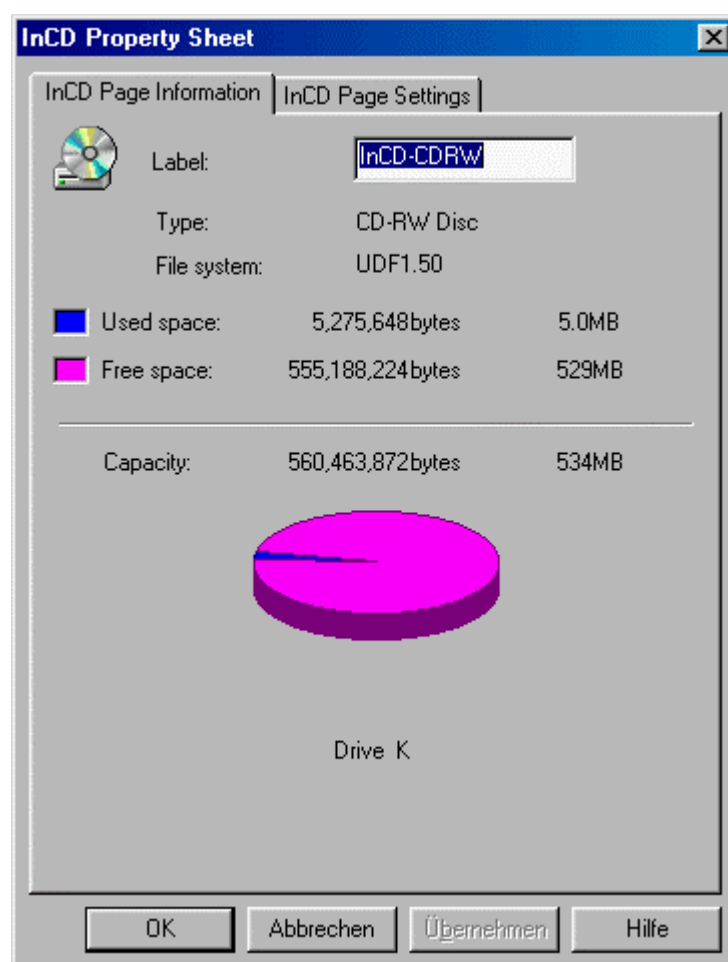 InCD Property Sheet
InCD Page Information InCD Page Settings
Label: InCD-CDRW
Type: CD-RW Disc
File system: UDF1.50
Used space: 5,275,648bytes 5.0MB
Free space: 555,188,224bytes 529MB
Capacity: 560,463,872bytes 534MB
Drive K
OK Abbrechen Übernehmen Hilfe